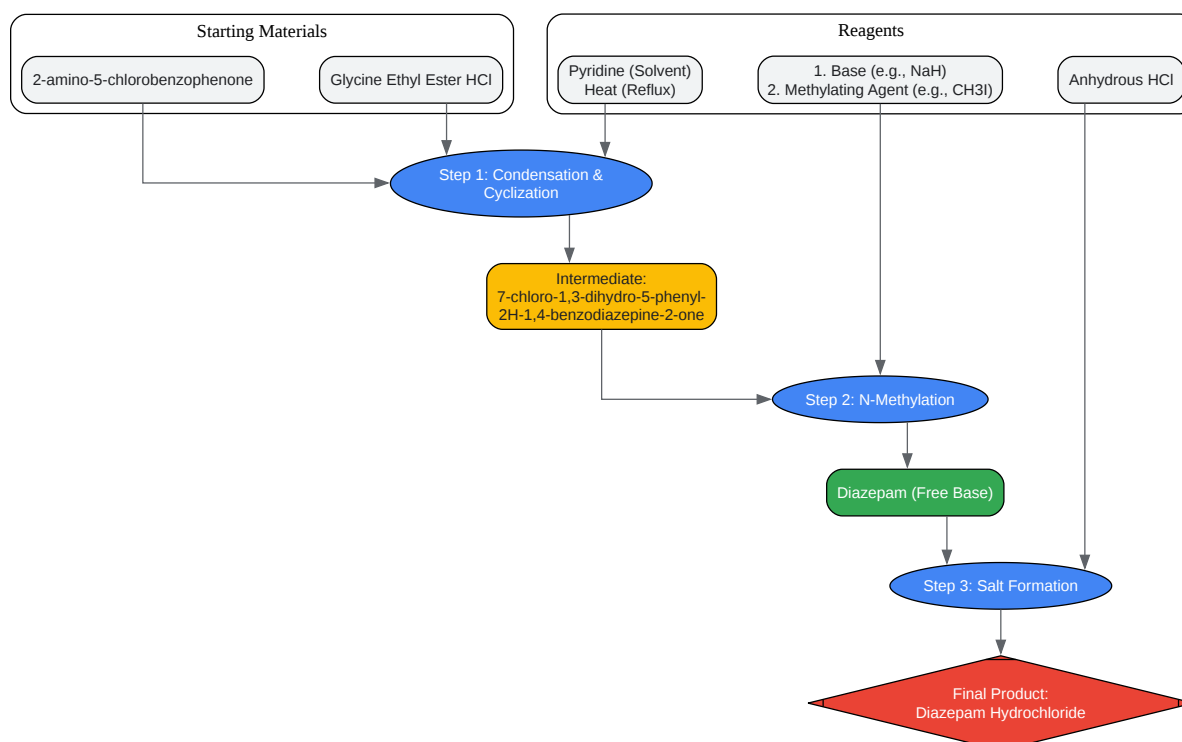 Starting Materials
Reagents
2-amino-5-chlorobenzophenone
Glycine Ethyl Ester HCl
Pyridine (Solvent)
Heat (Reflux)
1. Base (e.g., NaH)
2. Methylating Agent (e.g., CH3I)
Anhydrous HCl
Step 1: Condensation &
Cyclization
Intermediate:
7-chloro-1,3-dihydro-5-phenyl-
2H-1,4-benzodiazepine-2-one
Step 2: N-Methylation
Diazepam (Free Base)
Step 3: Salt Formation
Final Product:
Diazepam Hydrochloride